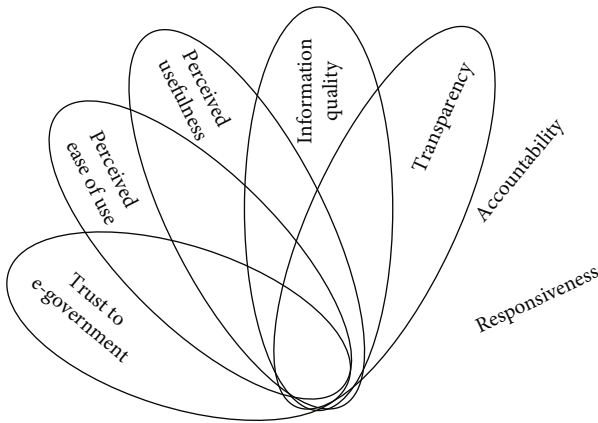 Trust to
e-government
Perceived
ease of use
Perceived
usefulness
Information
quality
Transparency
Accountability
Responsiveness